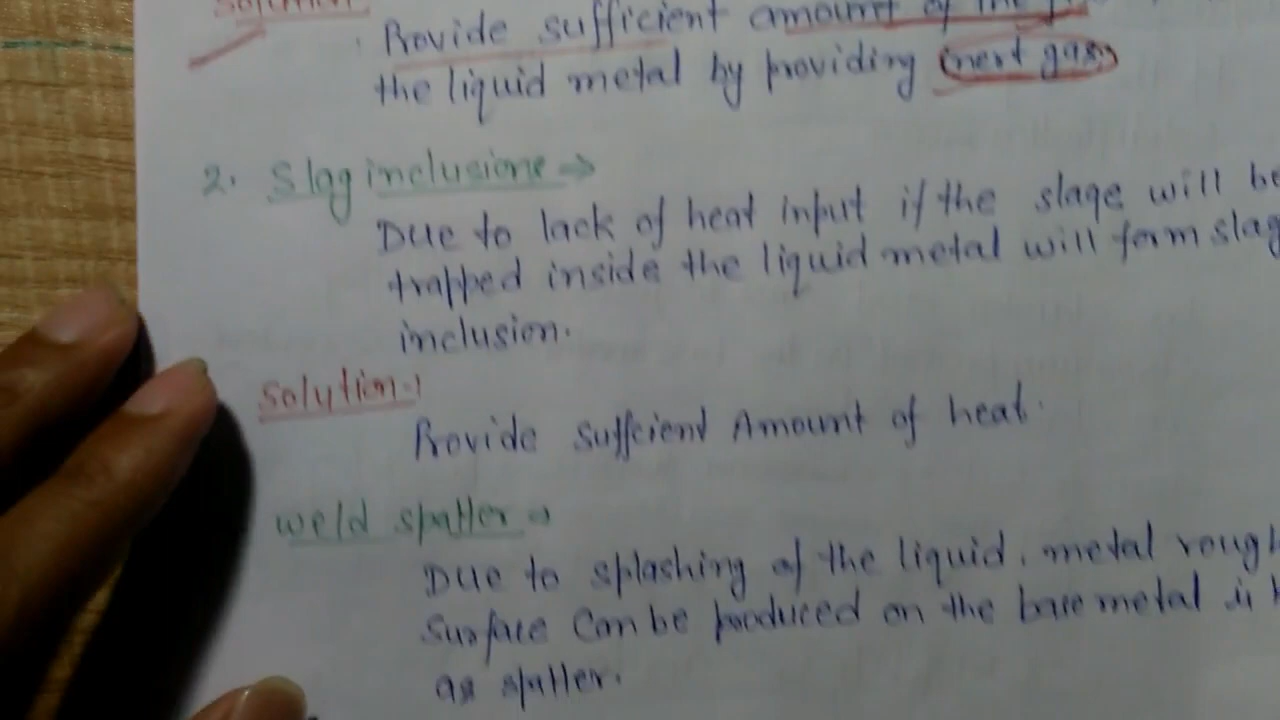 Solution
Provide sufficient amount of the
the liquid metal by providing inert gas,
2. Slag inclusions ⇒
Due to lack of heat input if the slage will be
trapped inside the liquid metal will form slag
inclusion.
Solution:-
Provide suffcient Amount of heat.
weld spatter ⇒
Due to splashing of the liquid. metal rough
surface can be produced on the base metal is
as spatter.